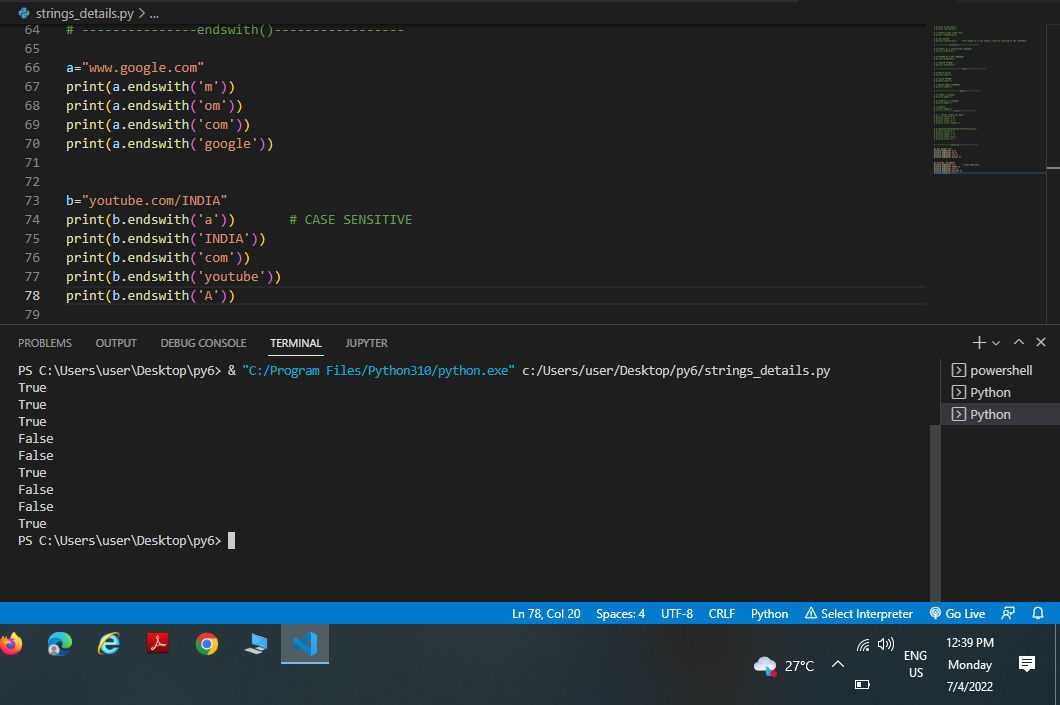 strings_details.py > ...
64 # ---------------endswith()-----------------
65
66 a="www.google.com"
67 print(a.endswith('m'))
68 print(a.endswith('om'))
69 print(a.endswith('com'))
70 print(a.endswith('google'))
71
72
73 b="youtube.com/INDIA"
74 print(b.endswith('a')) # CASE SENSITIVE
75 print(b.endswith('INDIA'))
76 print(b.endswith('com'))
77 print(b.endswith('youtube'))
78 print(b.endswith('A'))
79
PROBLEMS OUTPUT DEBUG CONSOLE TERMINAL JUPYTER
PS C:\Users\user\Desktop\py6> & "C:/Program Files/Python310/python.exe" c:/Users/user/Desktop/py6/strings_details.py
True
True
True
False
False
True
False
False
True
PS C:\Users\user\Desktop\py6>
powershell
Python
Python
Ln 78, Col 20 Spaces: 4 UTF-8 CRLF Python Select Interpreter Go Live
27°C
ENG
US
12:39 PM
Monday
7/4/2022